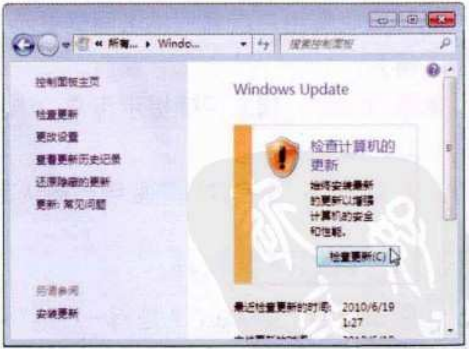 « 所有... ▸ Windo...
搜索控制面板
控制面板主页
检查更新
更改设置
查看更新历史记录
还原隐藏的更新
更新: 常见问题
另请参阅
安装更新
Windows Update
检查计算机的
更新
始终安装最新
的更新以增强
计算机的安全
和性能。
检查更新(C)
最近检查更新的时间: 2010/6/19
1:27